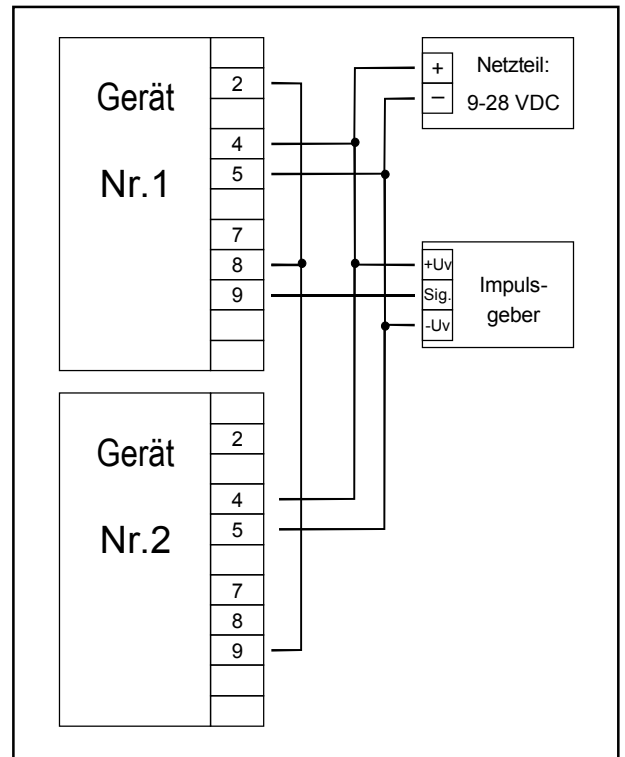 Gerät
Nr.1
2
4
5
7
8
9
+
–
Netzteil:
9-28 VDC
+Uv
Sig.
-Uv
Impuls-
geber
Gerät
Nr.2
2
4
5
7
8
9